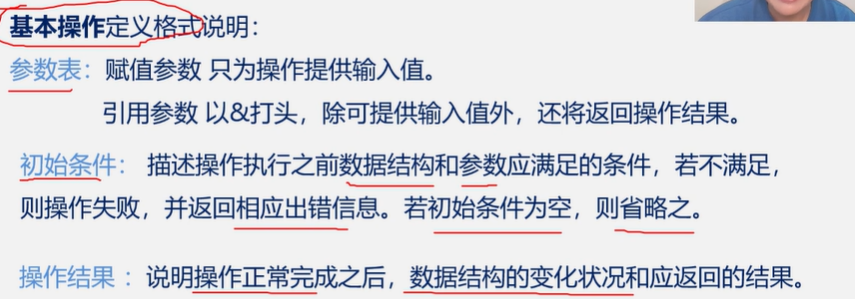 基本操作定义格式说明：
参数表：赋值参数 只为操作提供输入值。
引用参数 以&打头，除可提供输入值外，还将返回操作结果。
初始条件： 描述操作执行之前数据结构和参数应满足的条件，若不满足，
则操作失败，并返回相应出错信息。若初始条件为空，则省略之。
操作结果 ：说明操作正常完成之后，数据结构的变化状况和应返回的结果。